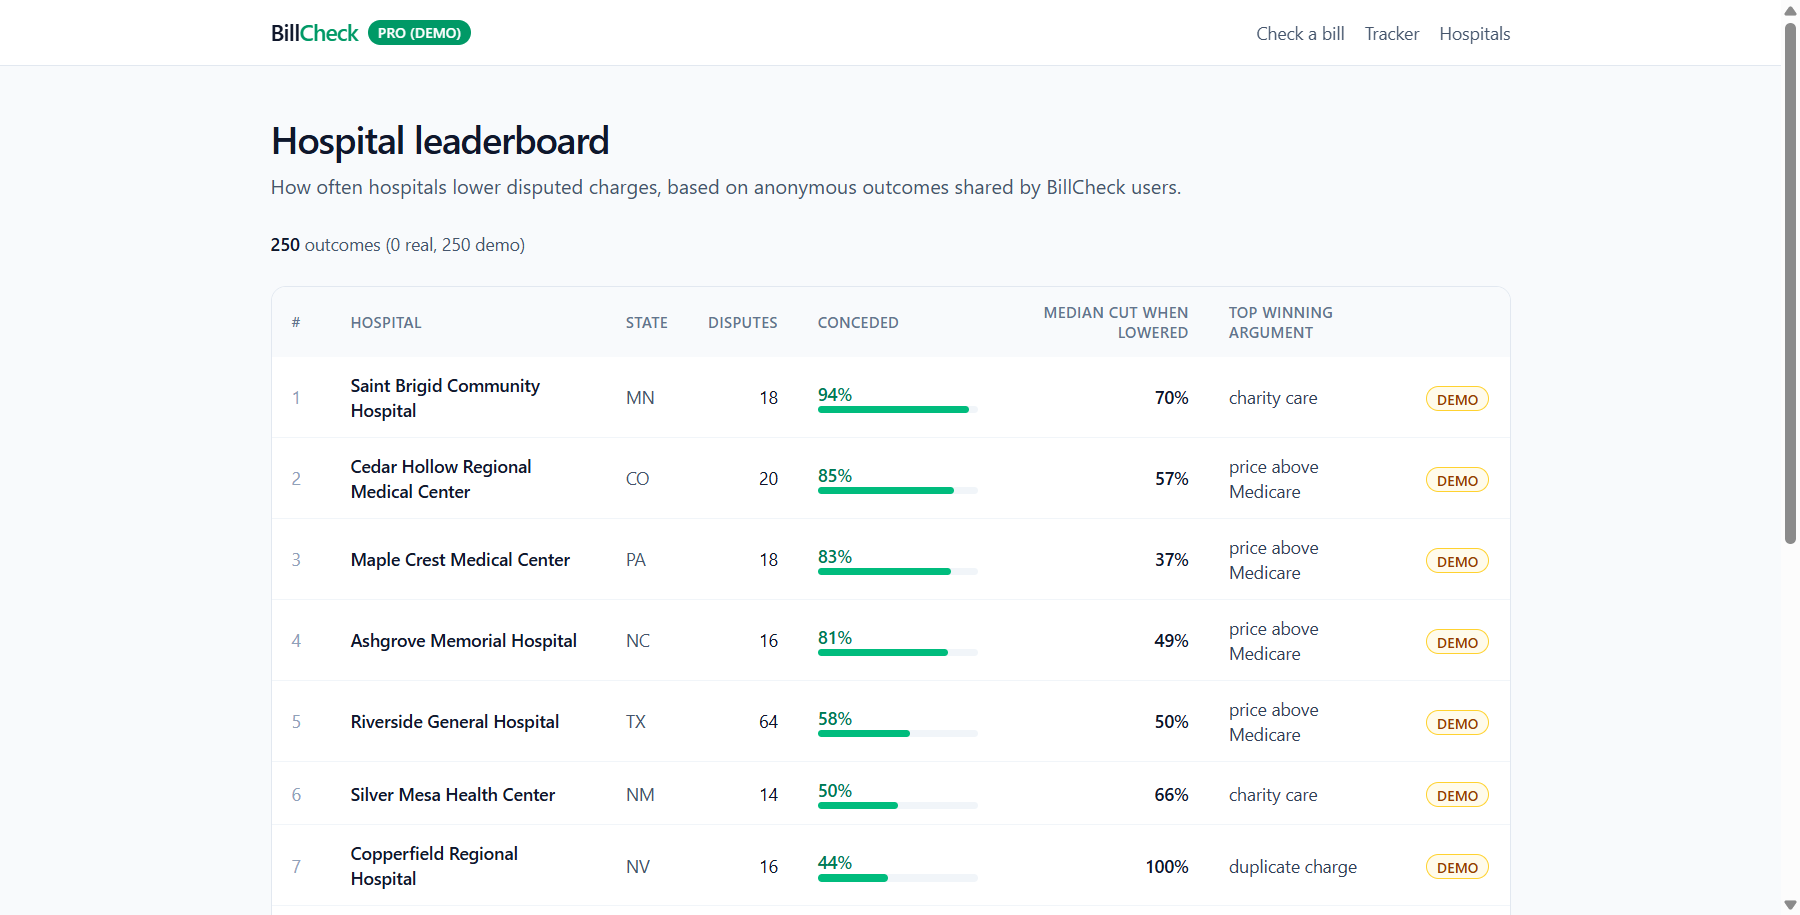 BillCheck PRO (DEMO) Check a bill Tracker Hospitals
Hospital leaderboard
How often hospitals lower disputed charges, based on anonymous outcomes shared by BillCheck users.
250 outcomes (0 real, 250 demo)
# HOSPITAL STATE DISPUTES CONCEDED MEDIAN CUT WHEN LOWERED TOP WINNING ARGUMENT
1 Saint Brigid Community Hospital MN 18 94% 70% charity care DEMO
2 Cedar Hollow Regional Medical Center CO 20 85% 57% price above Medicare DEMO
3 Maple Crest Medical Center PA 18 83% 37% price above Medicare DEMO
4 Ashgrove Memorial Hospital NC 16 81% 49% price above Medicare DEMO
5 Riverside General Hospital TX 64 58% 50% price above Medicare DEMO
6 Silver Mesa Health Center NM 14 50% 66% charity care DEMO
7 Copperfield Regional Hospital NV 16 44% 100% duplicate charge DEMO